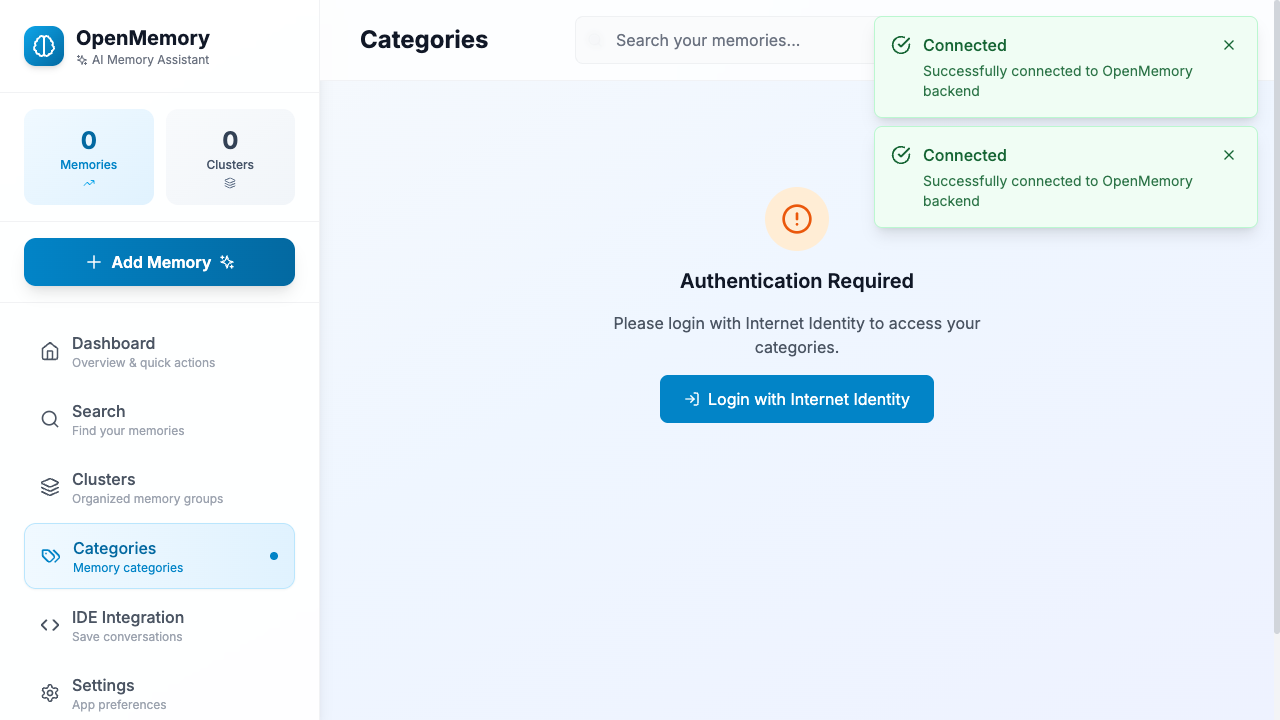 OpenMemory
AI Memory Assistant
0
Memories
0
Clusters
Add Memory
Dashboard
Overview & quick actions
Search
Find your memories
Clusters
Organized memory groups
Categories
Memory categories
IDE Integration
Save conversations
Settings
App preferences
Categories
Search your memories...
Connected
Successfully connected to OpenMemory
backend
Connected
Successfully connected to OpenMemory
backend
Authentication Required
Please login with Internet Identity to access your
categories.
Login with Internet Identity